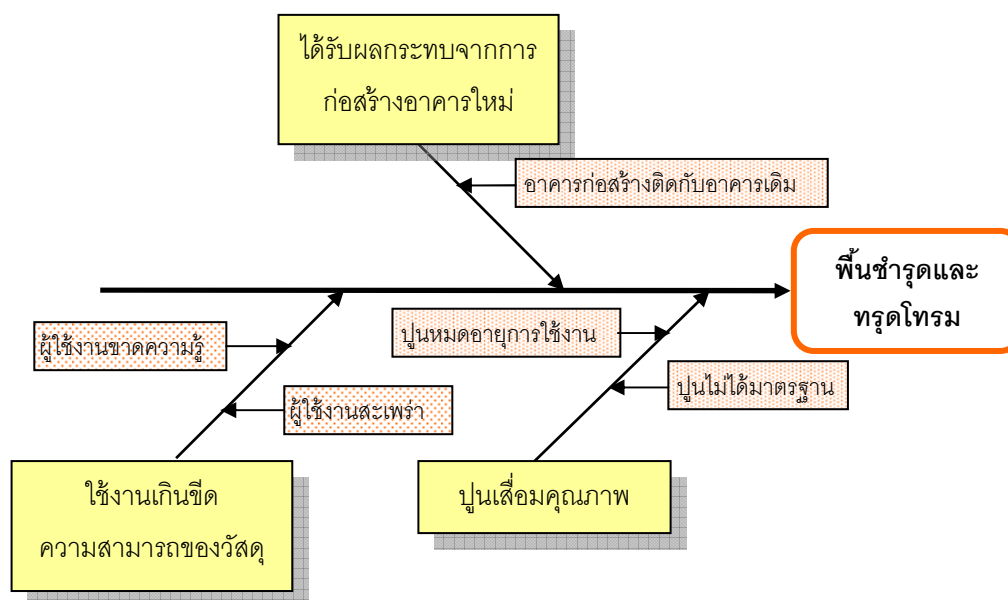 ได้รับผลกระทบจากการ
ก่อสร้างอาคารใหม่
อาคารก่อสร้างติดกับอาคารเดิม
พื้นชำรุดและ
ทรุดโทรม
ผู้ใช้งานขาดความรู้
ปูนหมดอายุการใช้งาน
ผู้ใช้งานสะเพร่า
ปูนไม่ได้มาตรฐาน
ใช้งานเกินขีด
ความสามารถของวัสดุ
ปูนเสื่อมคุณภาพ